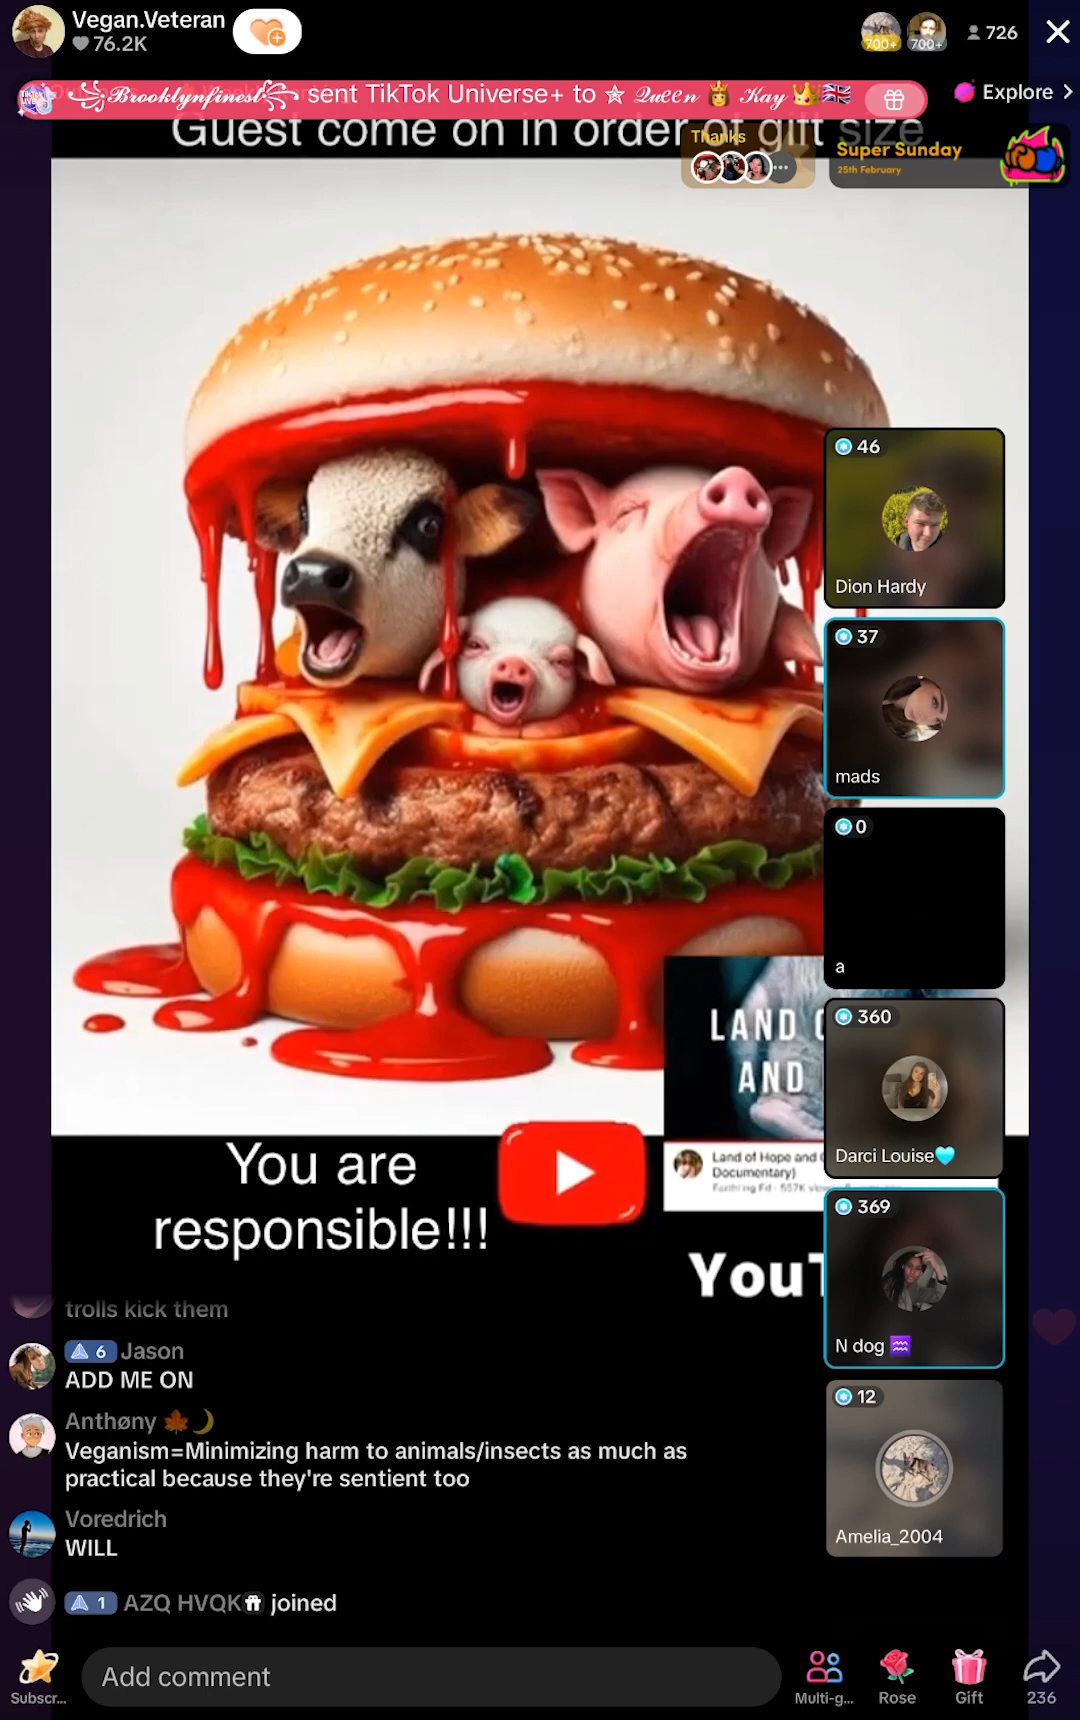 Vegan.Veteran
76.2K
700+
700+
726
꧁𝓑𝓻𝓸𝓸𝓴𝓵𝔂𝓷𝓯𝓲𝓷𝓮𝓼𝓽꧂ sent TikTok Universe+ to ☆ 𝒬𝓊𝑒𝑒𝓃 👸 𝒦𝒶𝓎 👑🇬🇧
Explore
Guest come on in order of gift size
Thanks
Super Sunday
25th February
46
Dion Hardy
37
mads
0
a
360
Darci Louise🩵
369
N dog ♒
12
Amelia_2004
LAND
AND
Land of Hope and
Documentary)
You are
responsible!!!
YouT
trolls kick them
6 Jason
ADD ME ON
Anthøny 🍁🌙
Veganism=Minimizing harm to animals/insects as much as
practical because they're sentient too
Voredrich
WILL
1 AZQ HVQK joined
Add comment
Subscr...
Multi-g...
Rose
Gift
236